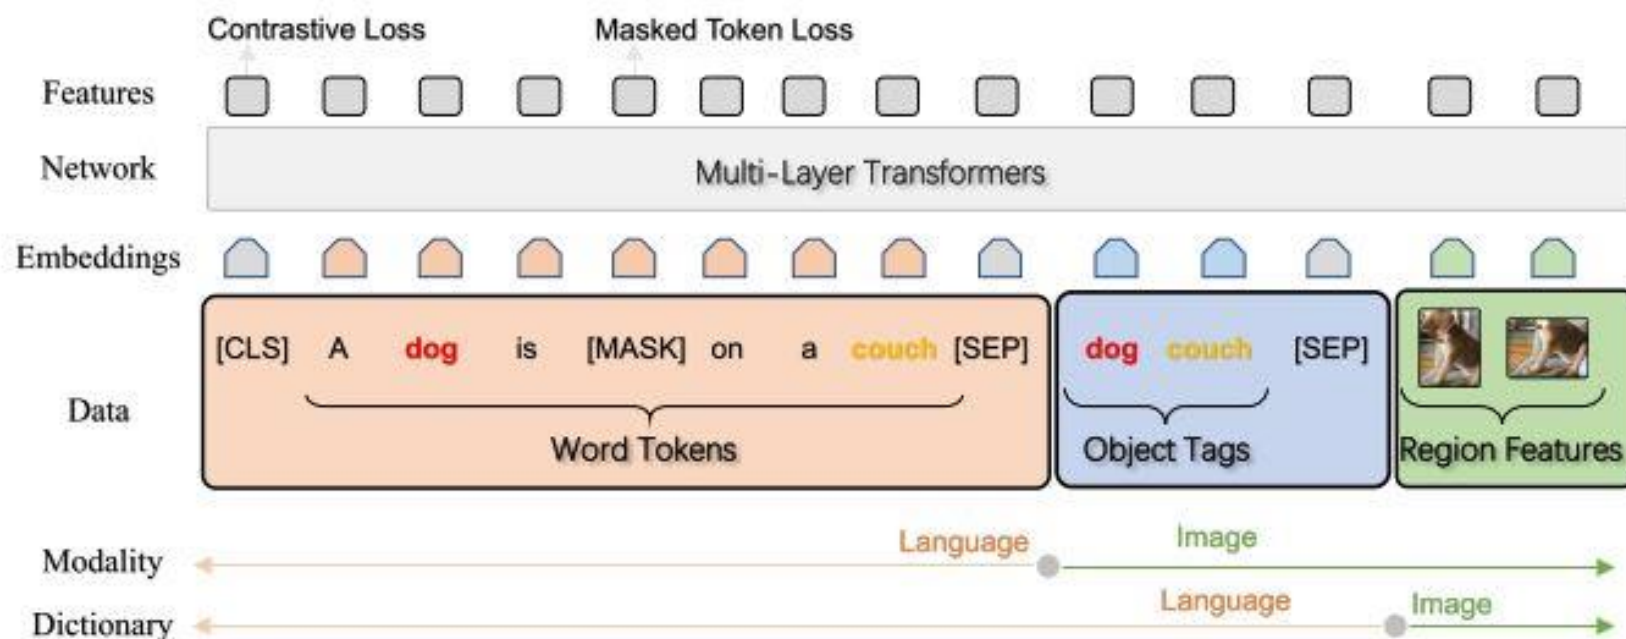 Contrastive Loss Masked Token Loss
Features
Network Multi-Layer Transformers
Embeddings
[CLS] A dog is [MASK] on a couch [SEP] dog couch [SEP]
Data
Word Tokens Object Tags Region Features
Modality Language Image
Dictionary Language Image